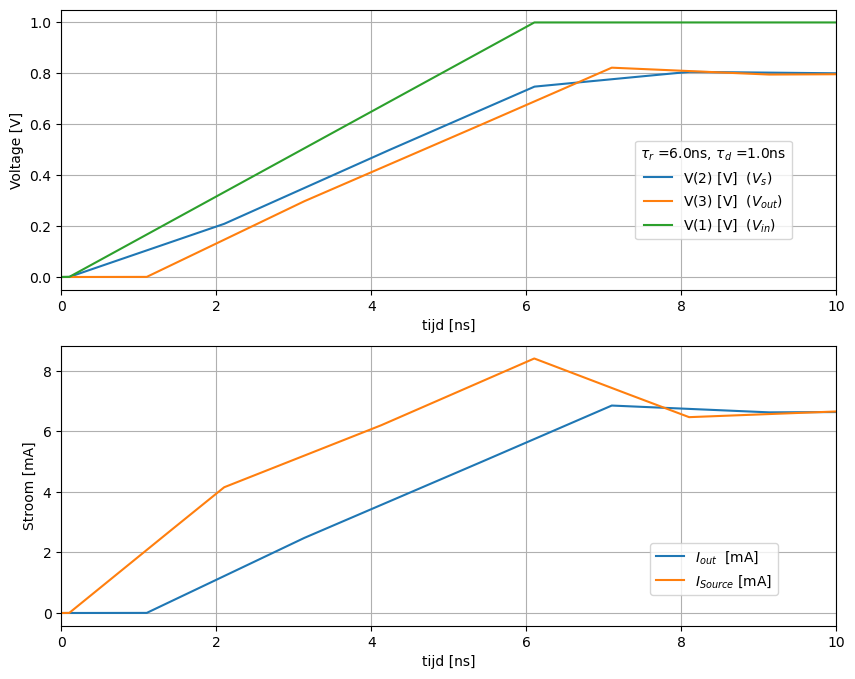 1.0
0.8
0.6
0.4
0.2
0.0
Voltage [V]
τr =6.0ns, τd =1.0ns
V(2) [V]  (Vs)
V(3) [V]  (Vout)
V(1) [V]  (Vin)
0 2 4 6 8 10
tijd [ns]
8
6
4
2
0
Stroom [mA]
Iout  [mA]
ISource [mA]
0 2 4 6 8 10
tijd [ns]